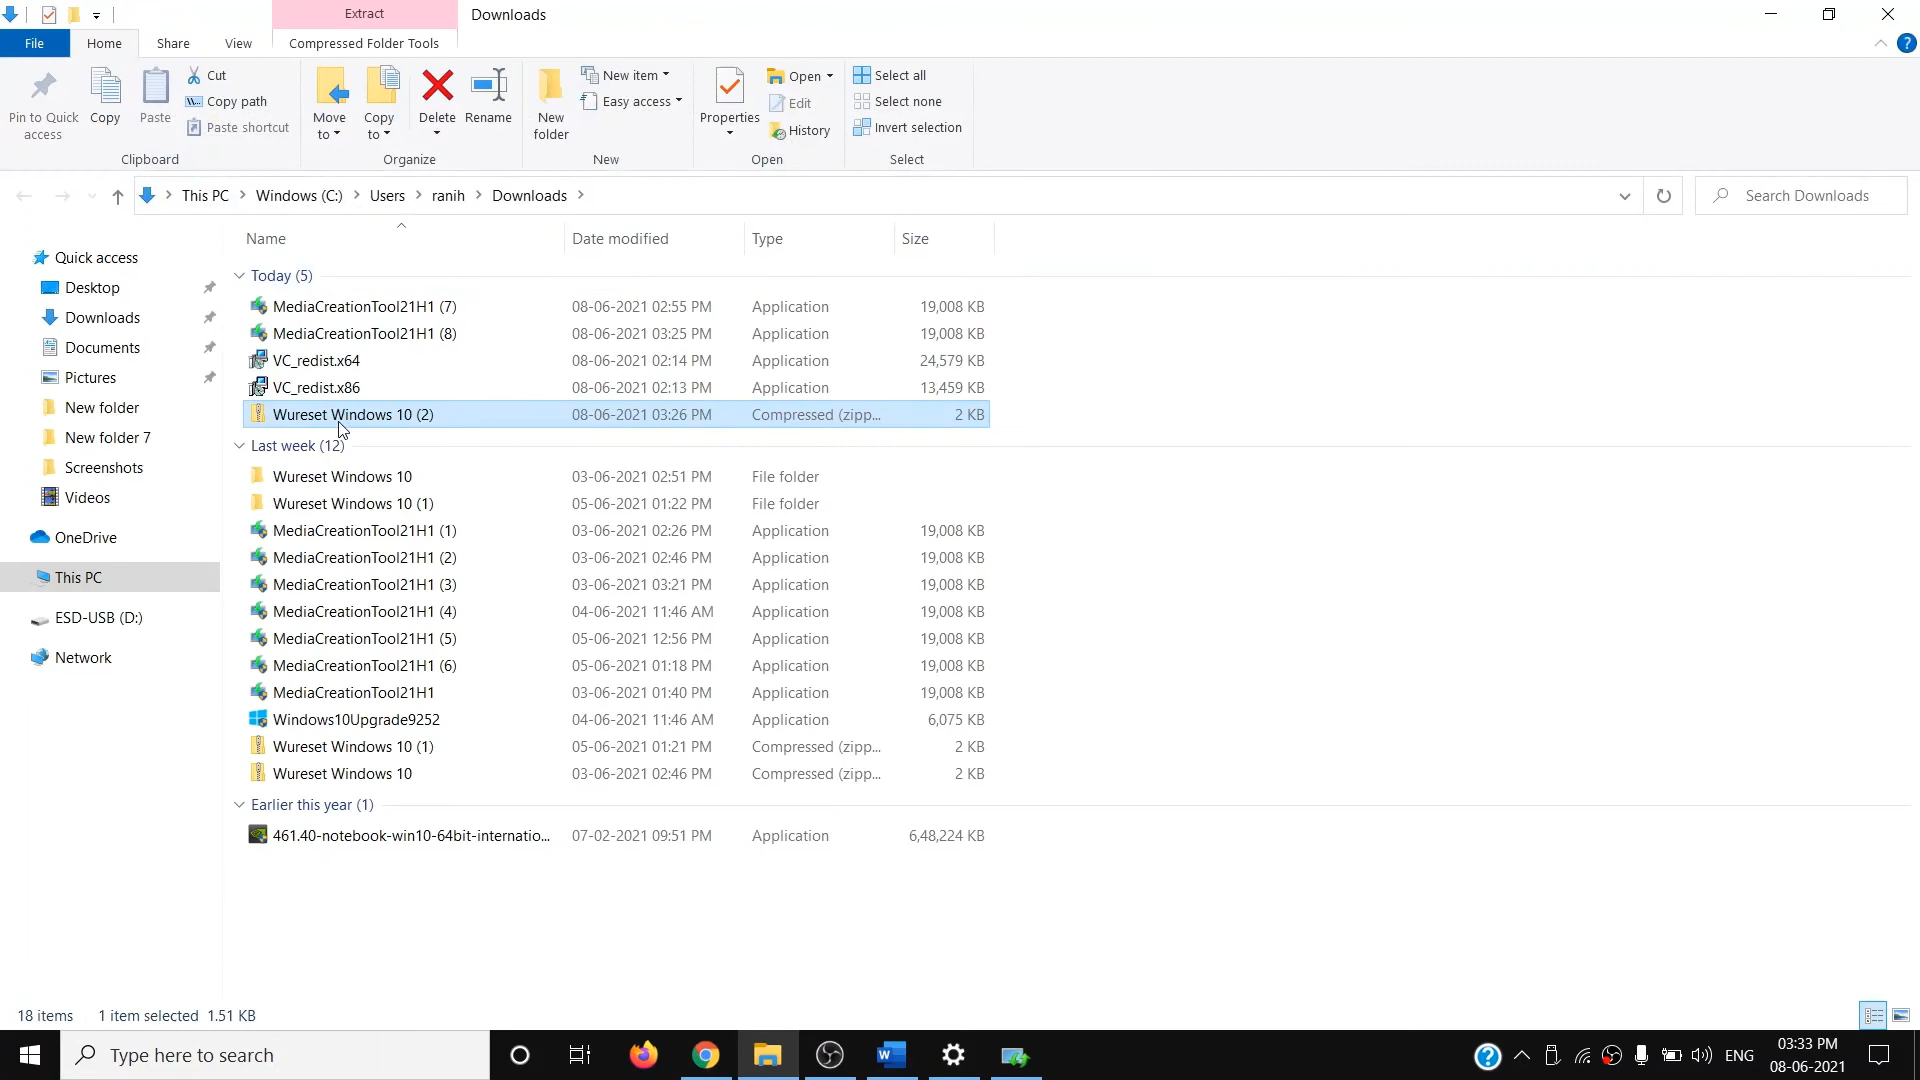 Extract
Downloads
File
Home
Share
View
Compressed Folder Tools
Pin to Quick access
Copy
Paste
Cut
Copy path
Paste shortcut
Clipboard
Move to
Copy to
Delete
Rename
Organize
New folder
New item
Easy access
New
Properties
Open
Edit
History
Open
Select all
Select none
Invert selection
Select
This PC > Windows (C:) > Users > ranih > Downloads >
Search Downloads
Quick access
Desktop
Downloads
Documents
Pictures
New folder
New folder 7
Screenshots
Videos
OneDrive
This PC
ESD-USB (D:)
Network
Name Date modified Type Size
Today (5)
MediaCreationTool21H1 (7) 08-06-2021 02:55 PM Application 19,008 KB
MediaCreationTool21H1 (8) 08-06-2021 03:25 PM Application 19,008 KB
VC_redist.x64 08-06-2021 02:14 PM Application 24,579 KB
VC_redist.x86 08-06-2021 02:13 PM Application 13,459 KB
Wureset Windows 10 (2) 08-06-2021 03:26 PM Compressed (zipp... 2 KB
Last week (12)
Wureset Windows 10 03-06-2021 02:51 PM File folder
Wureset Windows 10 (1) 05-06-2021 01:22 PM File folder
MediaCreationTool21H1 (1) 03-06-2021 02:26 PM Application 19,008 KB
MediaCreationTool21H1 (2) 03-06-2021 02:46 PM Application 19,008 KB
MediaCreationTool21H1 (3) 03-06-2021 03:21 PM Application 19,008 KB
MediaCreationTool21H1 (4) 04-06-2021 11:46 AM Application 19,008 KB
MediaCreationTool21H1 (5) 05-06-2021 12:56 PM Application 19,008 KB
MediaCreationTool21H1 (6) 05-06-2021 01:18 PM Application 19,008 KB
MediaCreationTool21H1 03-06-2021 01:40 PM Application 19,008 KB
Windows10Upgrade9252 04-06-2021 11:46 AM Application 6,075 KB
Wureset Windows 10 (1) 05-06-2021 01:21 PM Compressed (zipp... 2 KB
Wureset Windows 10 03-06-2021 02:46 PM Compressed (zipp... 2 KB
Earlier this year (1)
461.40-notebook-win10-64bit-internatio... 07-02-2021 09:51 PM Application 6,48,224 KB
18 items 1 item selected 1.51 KB
Type here to search
ENG
03:33 PM
08-06-2021